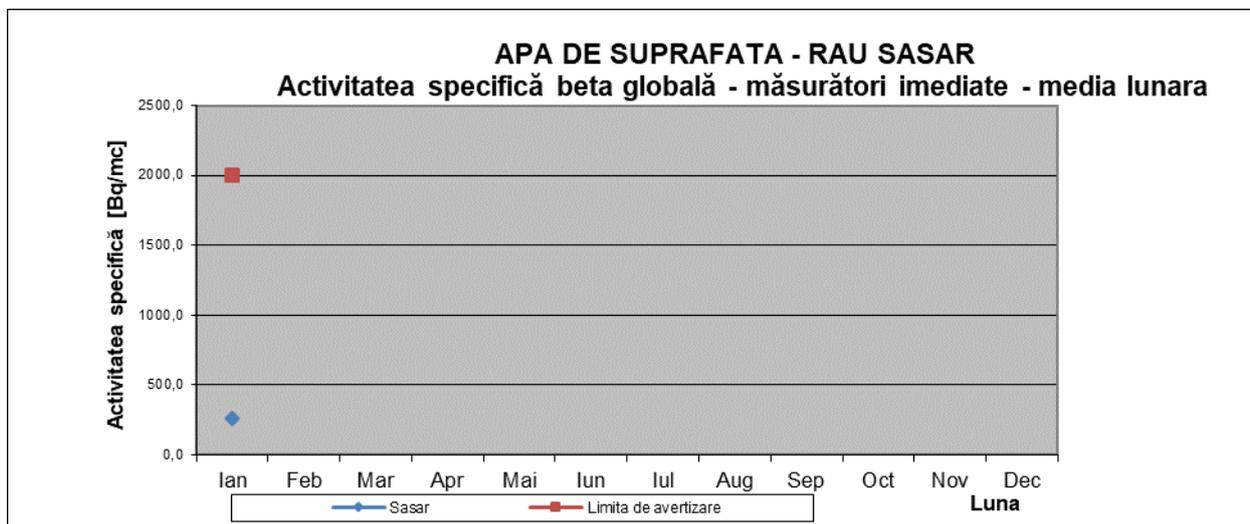 APA DE SUPRAFATA - RAU SASAR
Activitatea specifică beta globală - măsurători imediate - media lunara
Activitatea specifică [Bq/mc]
2500,0
2000,0
1500,0
1000,0
500,0
0,0
Ian Feb Mar Apr Mai Iun Iul Aug Sep Oct Nov Dec
Luna
Sasar Limita de avertizare